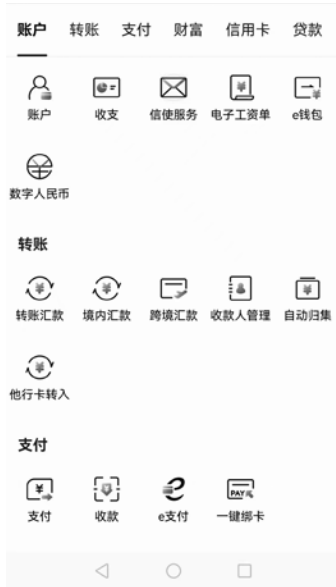 账户 转账 支付 财富 信用卡 贷款
账户 收支 信使服务 电子工资单 e钱包
数字人民币
转账
转账汇款 境内汇款 跨境汇款 收款人管理 自动归集
他行卡转入
支付
PAY
支付 收款 e支付 一键绑卡